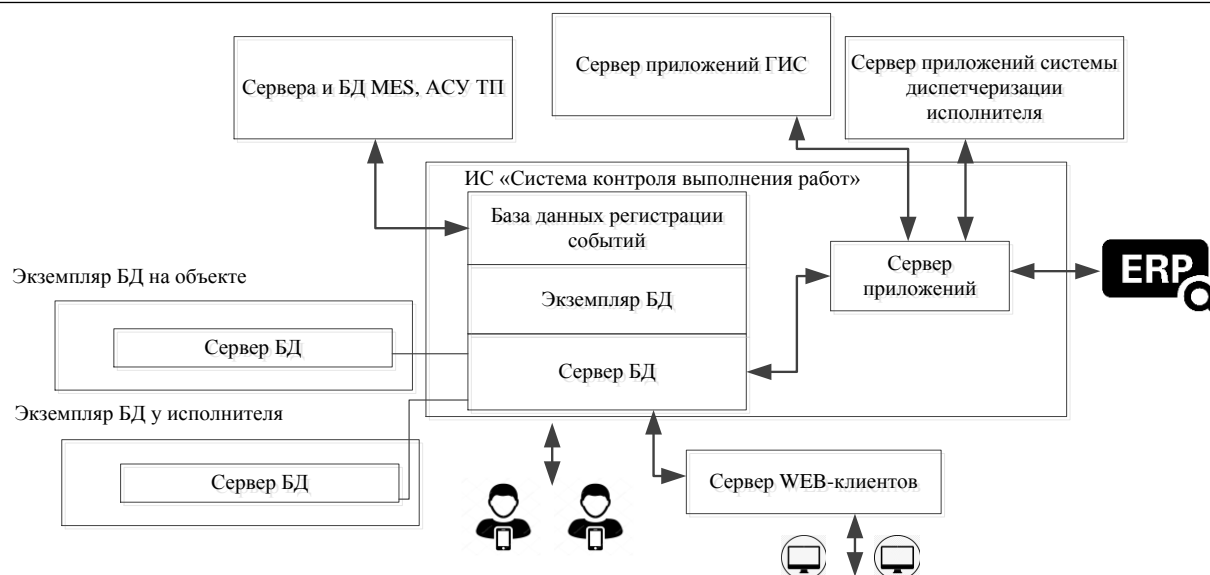 Сервера и БД MES, АСУ ТП
Сервер приложений ГИС
Сервер приложений системы
диспетчеризации
исполнителя
ИС «Система контроля выполнения работ»
База данных регистрации
событий
Экземпляр БД
Сервер БД
Сервер
приложений
ERP
Экземпляр БД на объекте
Сервер БД
Экземпляр БД у исполнителя
Сервер БД
Сервер WEB-клиентов